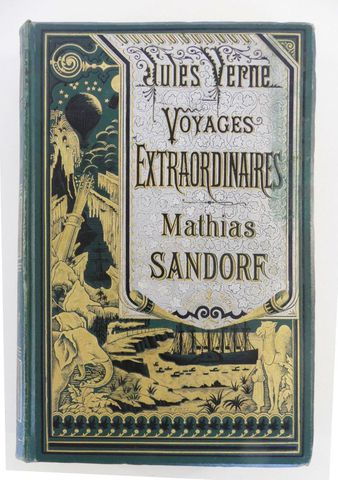 Jules Verne
VOYAGES
EXTRAORDINAIRES
Mathias
SANDORF